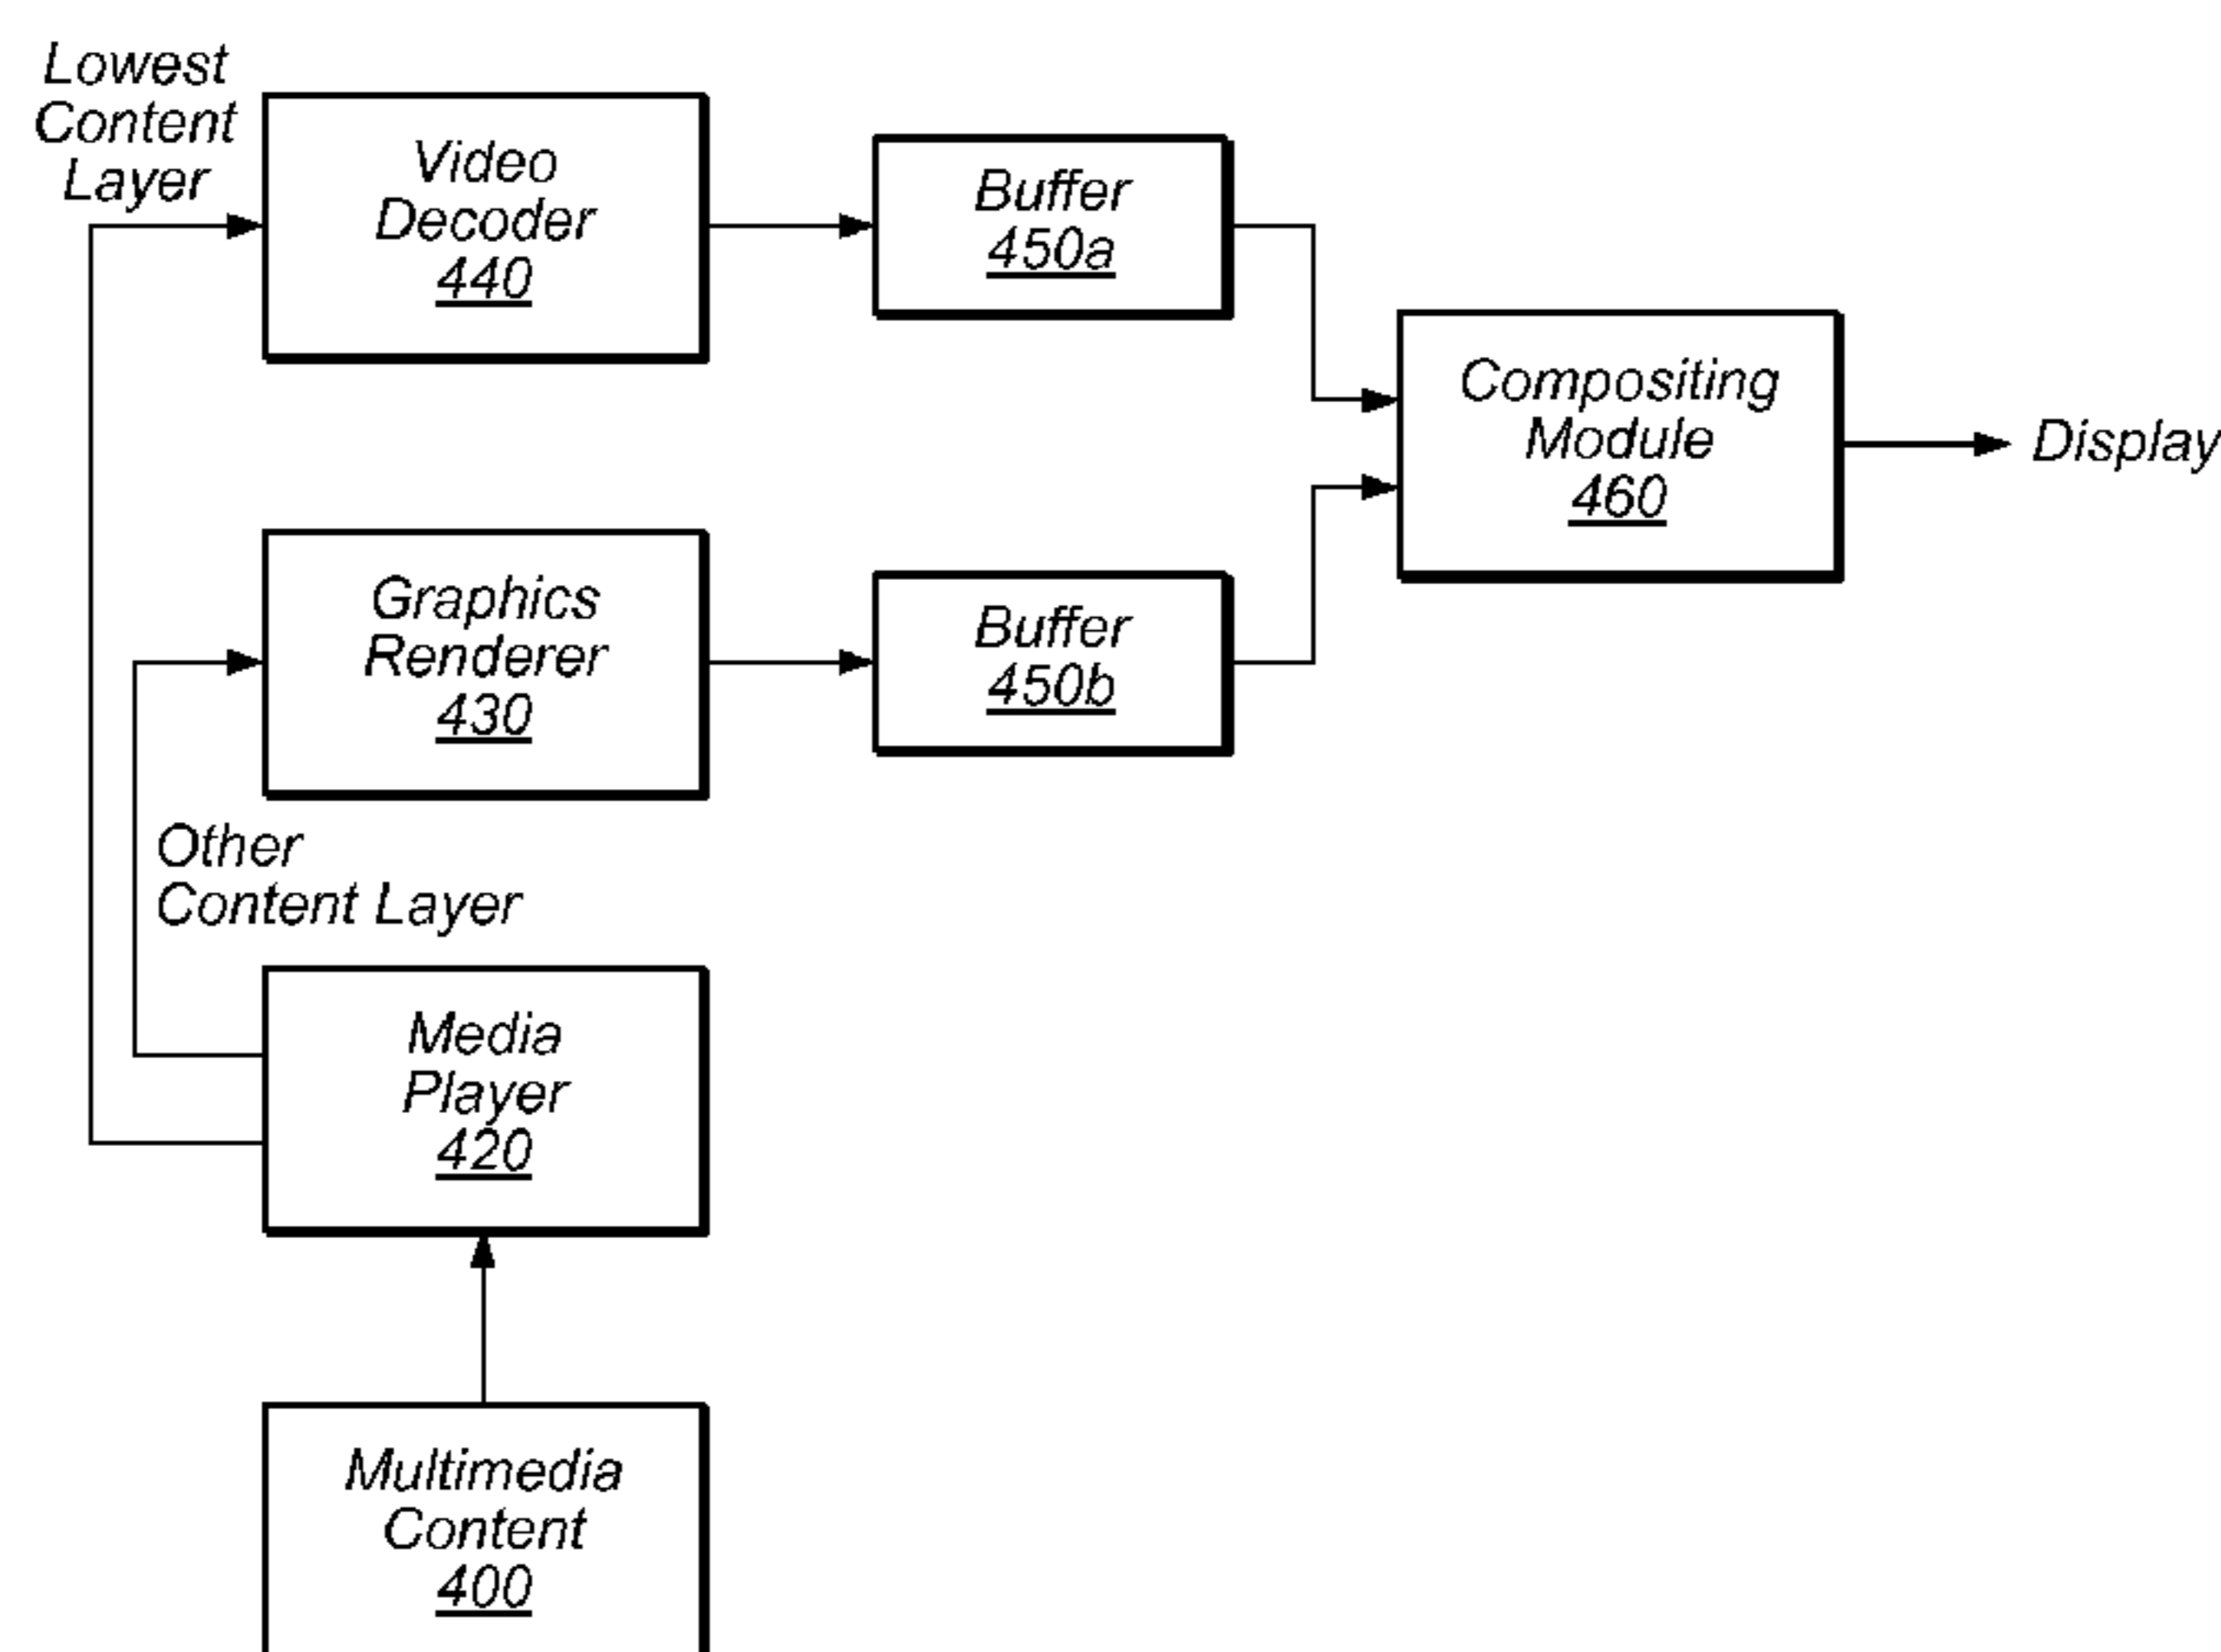 Lowest
Content
Layer
Video
Decoder
440
Buffer
450a
Compositing
Module
460
Display
Graphics
Renderer
430
Buffer
450b
Other
Content Layer
Media
Player
420
Multimedia
Content
400